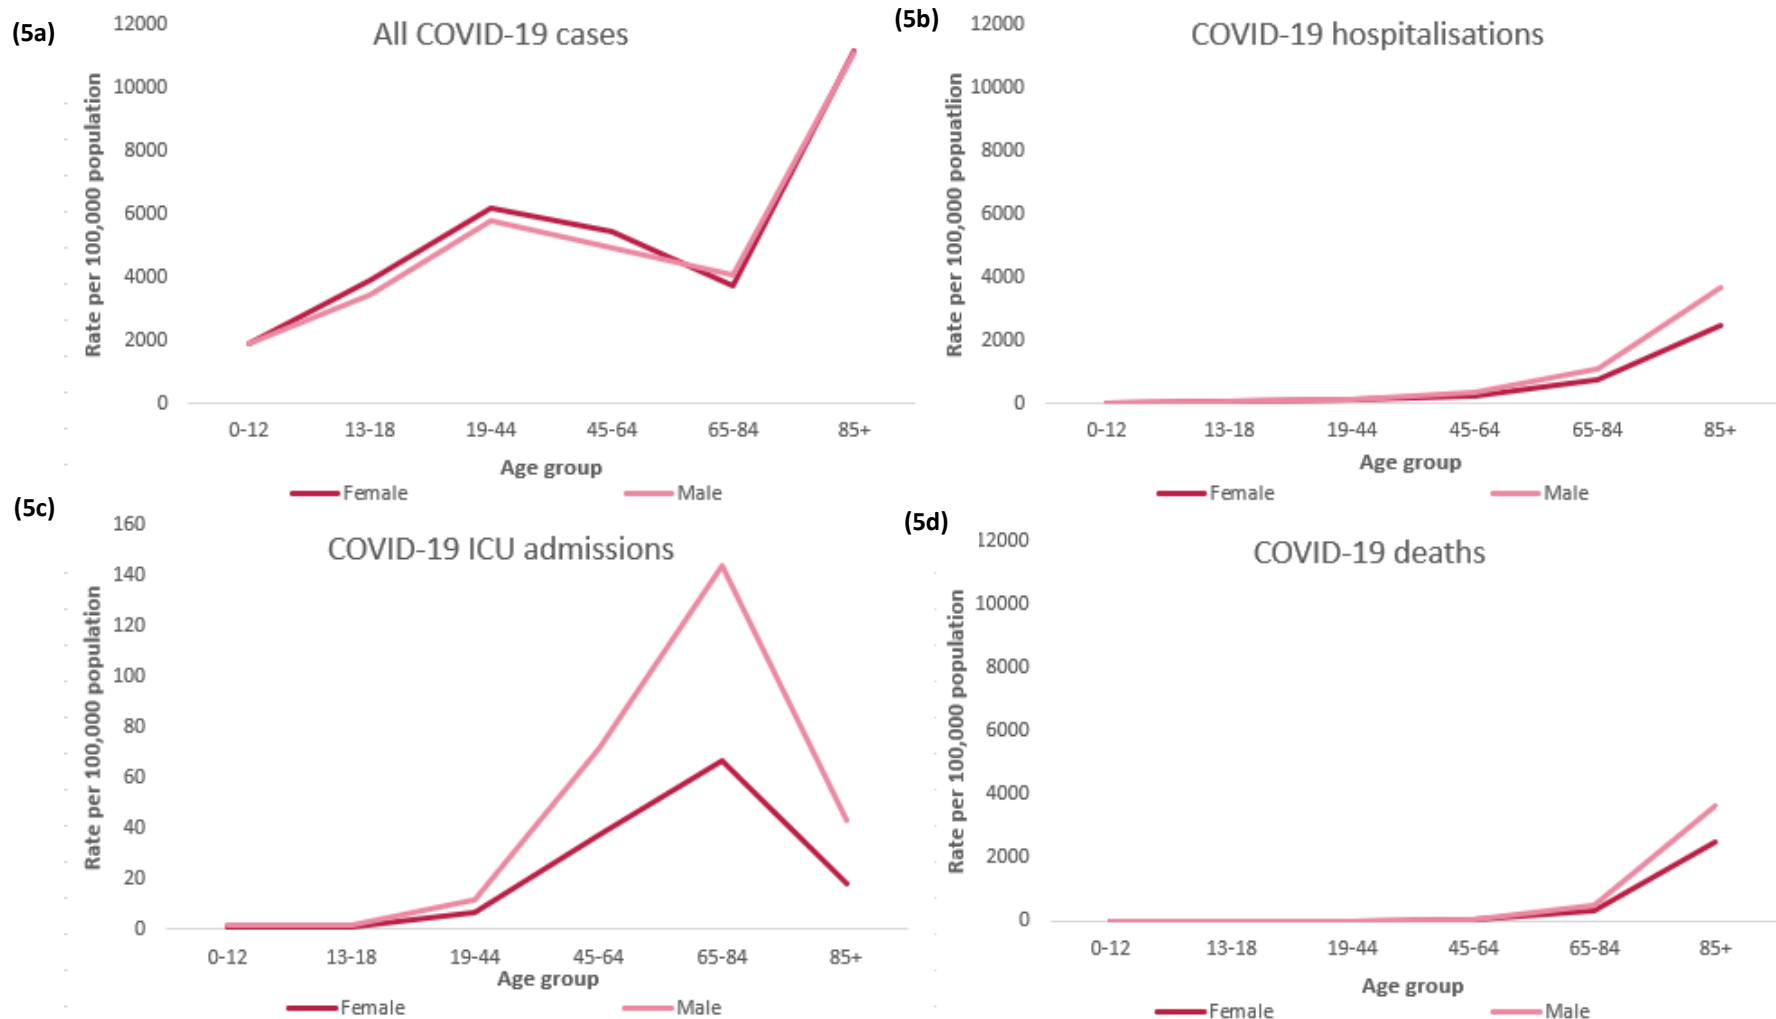 (5a)
All COVID-19 cases
Rate per 100,000 population
12000
10000
8000
6000
4000
2000
0
0-12 13-18 19-44 45-64 65-84 85+
Age group
Female Male
(5b)
COVID-19 hospitalisations
Rate per 100,000 popuatlion
12000
10000
8000
6000
4000
2000
0
0-12 13-18 19-44 45-64 65-84 85+
Age group
Female Male
(5c)
COVID-19 ICU admissions
Rate per 100,000 population
160
140
120
100
80
60
40
20
0
0-12 13-18 19-44 45-64 65-84 85+
Age group
Female Male
(5d)
COVID-19 deaths
Rate per 100,000 population
12000
10000
8000
6000
4000
2000
0
0-12 13-18 19-44 45-64 65-84 85+
Age group
Female Male